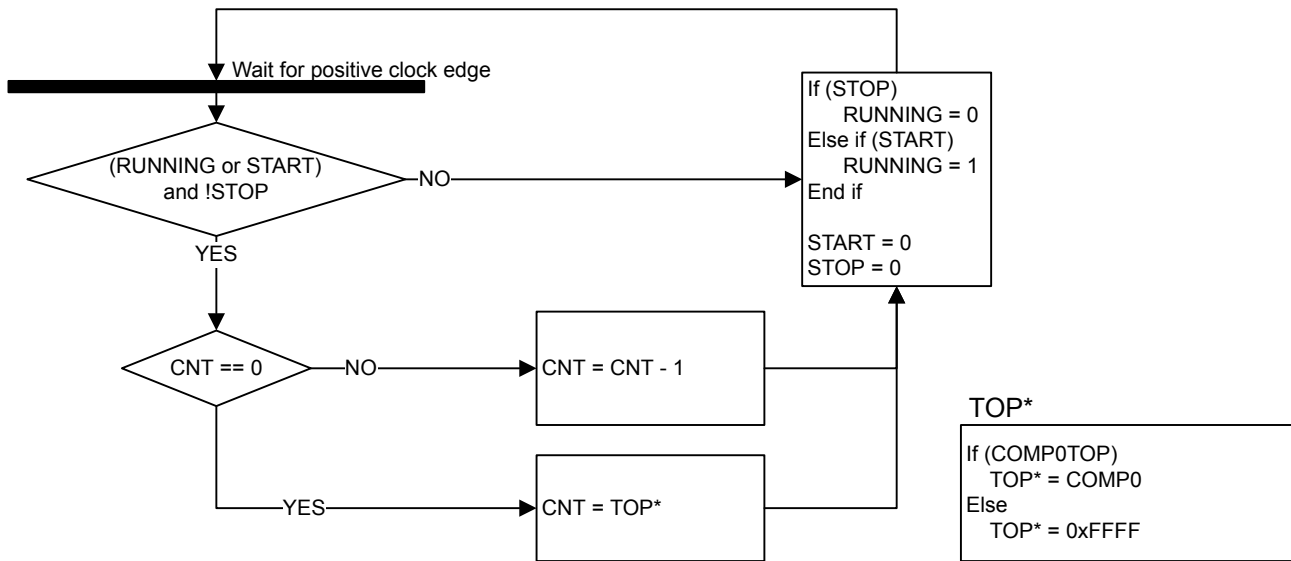 Wait for positive clock edge
(RUNNING or START)
and !STOP
NO
YES
If (STOP)
RUNNING = 0
Else if (START)
RUNNING = 1
End if
START = 0
STOP = 0
CNT == 0
NO
CNT = CNT - 1
YES
CNT = TOP*
TOP*
If (COMP0TOP)
TOP* = COMP0
Else
TOP* = 0xFFFF